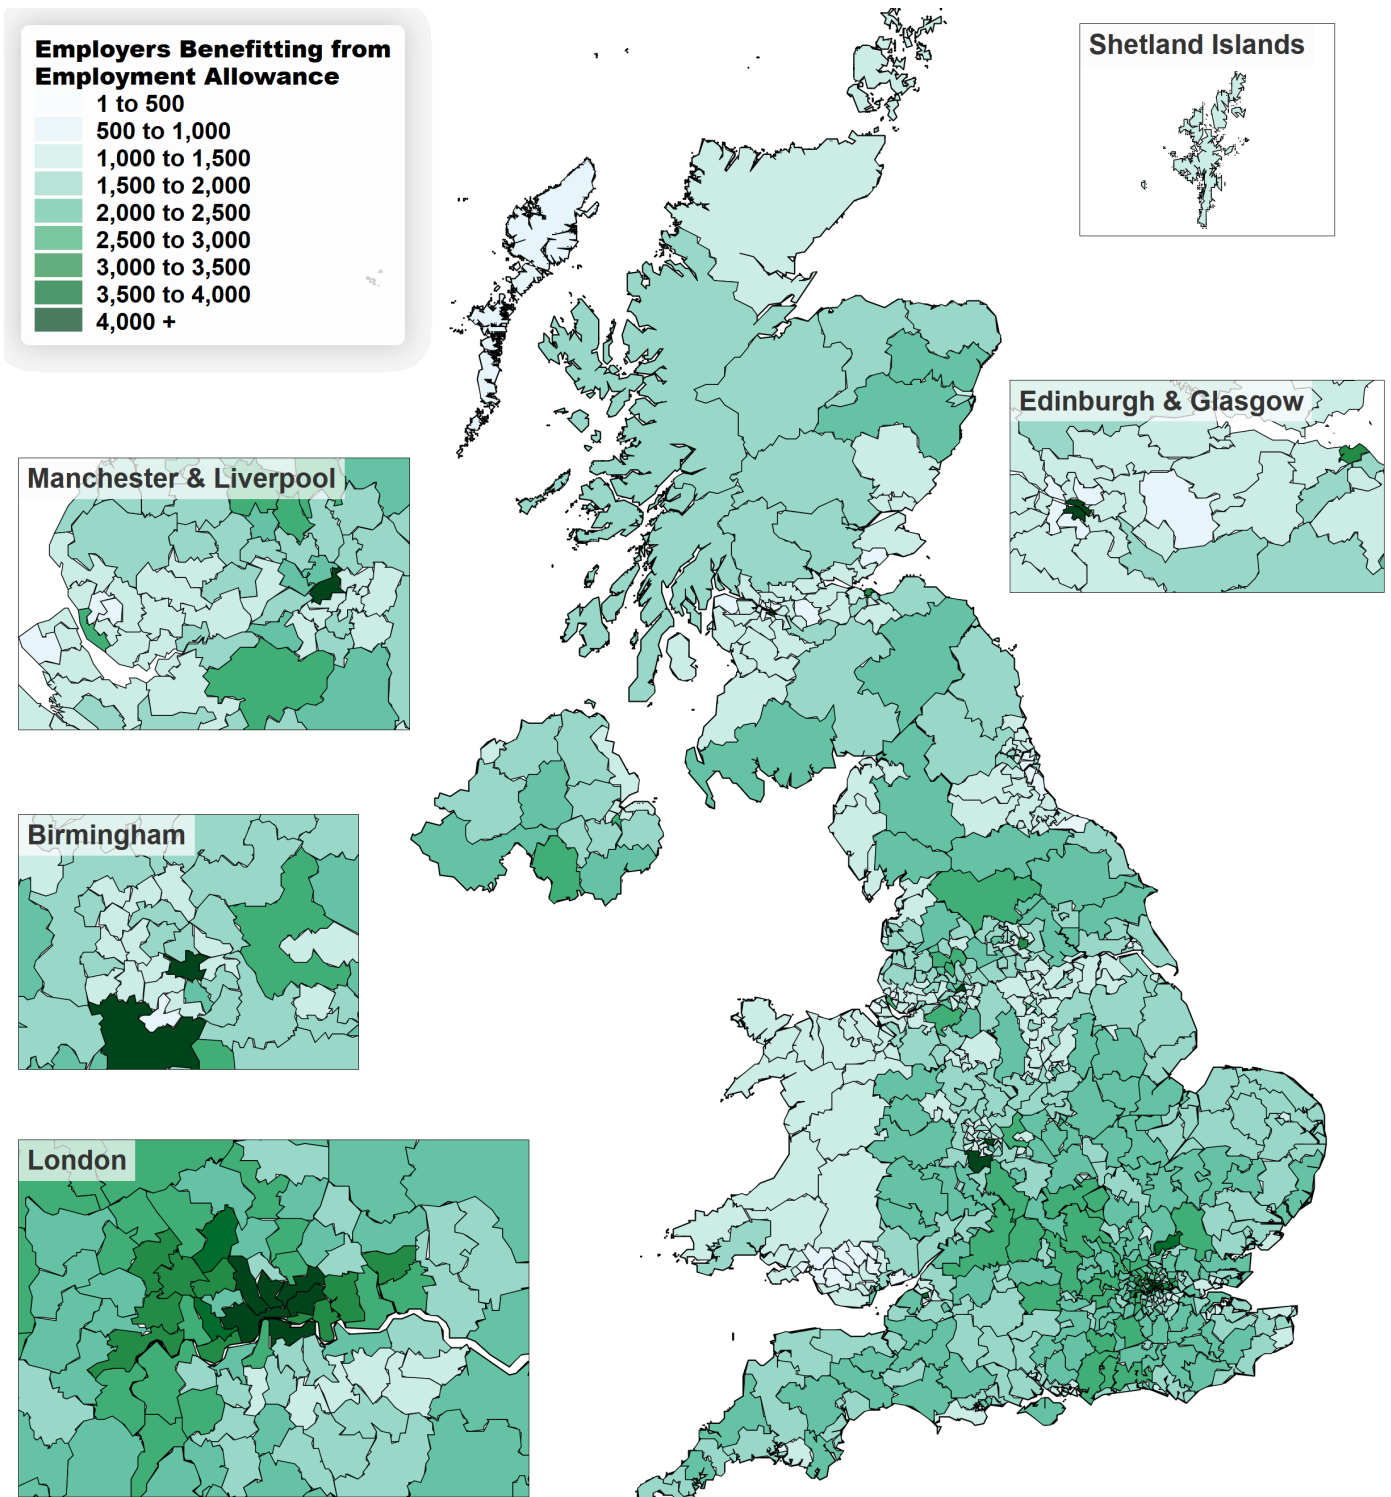 Employers Benefitting from
Employment Allowance
1 to 500
500 to 1,000
1,000 to 1,500
1,500 to 2,000
2,000 to 2,500
2,500 to 3,000
3,000 to 3,500
3,500 to 4,000
4,000 +
Shetland Islands
Edinburgh & Glasgow
Manchester & Liverpool
Birmingham
London